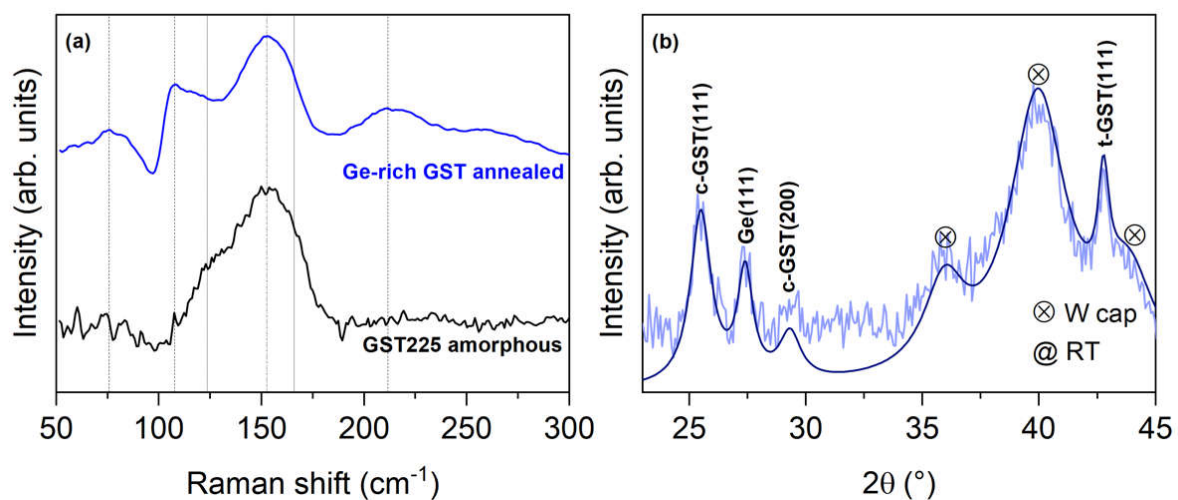 (a)
Intensity (arb. units)
Ge-rich GST annealed
GST225 amorphous
50 100 150 200 250 300
Raman shift (cm⁻¹)
(b)
Intensity (arb. units)
c-GST(111)
Ge(111)
c-GST(200)
t-GST(111)
⊗ W cap
@ RT
25 30 35 40 45
2θ (°)